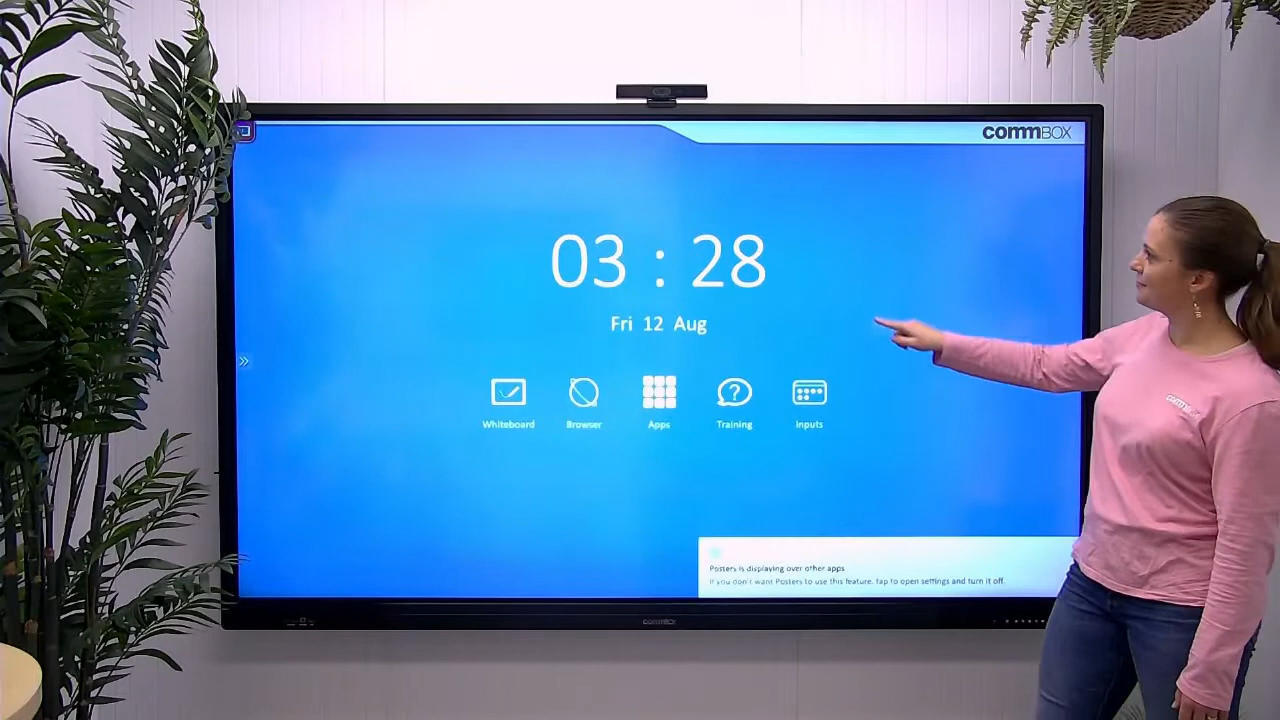 commBOX
03 : 28
Fri 12 Aug
Whiteboard
Browser
Apps
Training
Inputs
Posters is displaying over other apps
If you don't want Posters to use this feature, tap to open settings and turn it off.
commBOX